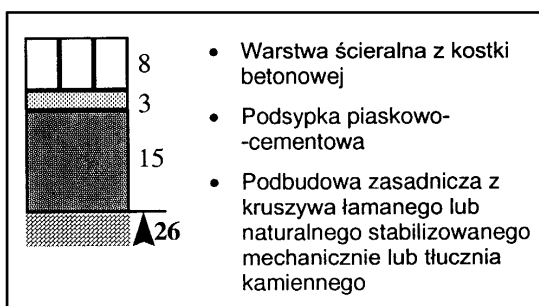 8
3
15
26
• Warstwa ścieralna z kostki
betonowej
• Podsypka piaskowo-
-cementowa
• Podbudowa zasadnicza z
kruszywa łamanego lub
naturalnego stabilizowanego
mechanicznie lub tłucznia
kamiennego